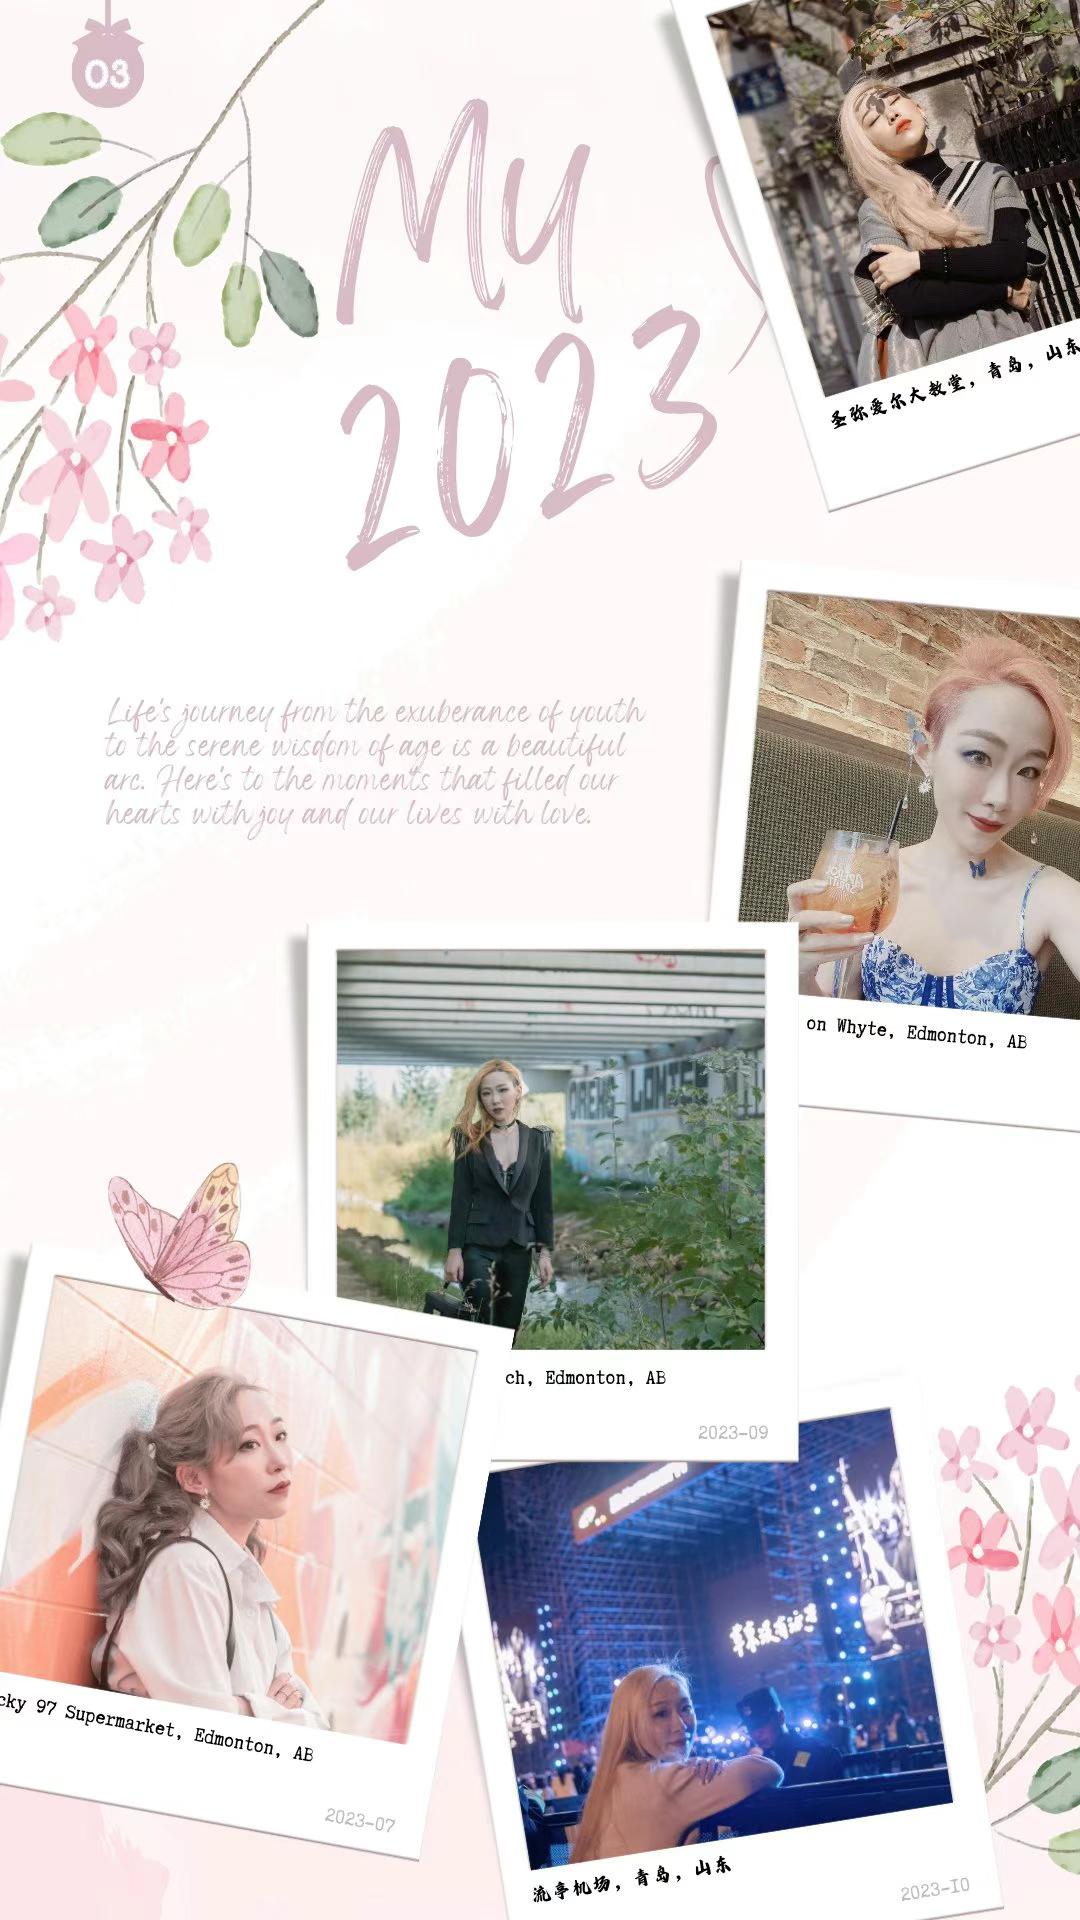 03
My
2023
15
圣弥爱尔大教堂，青岛，山东
Life's journey from the exuberance of youth
to the serene wisdom of age is a beautiful
arc. Here's to the moments that filled our
hearts with joy and our lives with love.
on Whyte, Edmonton, AB
ch, Edmonton, AB
2023-09
cky 97 Supermarket, Edmonton, AB
2023-07
流亭机场，青岛，山东
2023-10